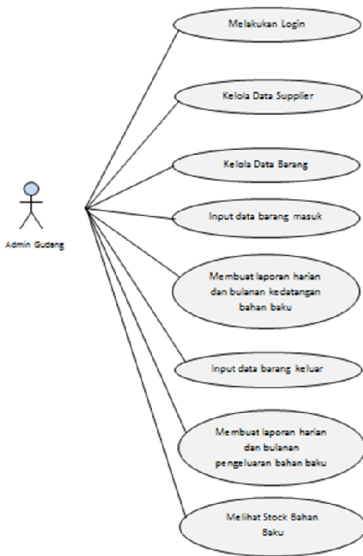 Melakukan Login
Kelola Data Supplier
Kelola Data Barang
Input data barang masuk
Admin Gudang
Membuat laporan harian
dan bulanan kedatangan
bahan baku
Input data barang keluar
Membuat laporan harian
dan bulanan
pengeluaran bahan baku
Melihat Stock Bahan
Baku